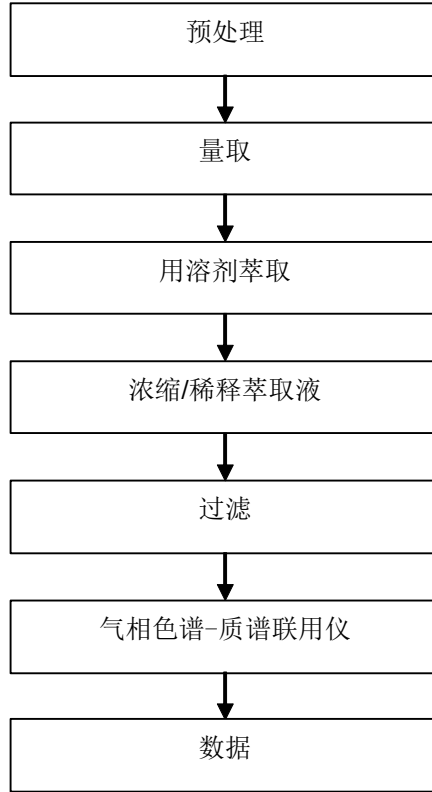 预处理
量取
用溶剂萃取
浓缩/稀释萃取液
过滤
气相色谱-质谱联用仪
数据